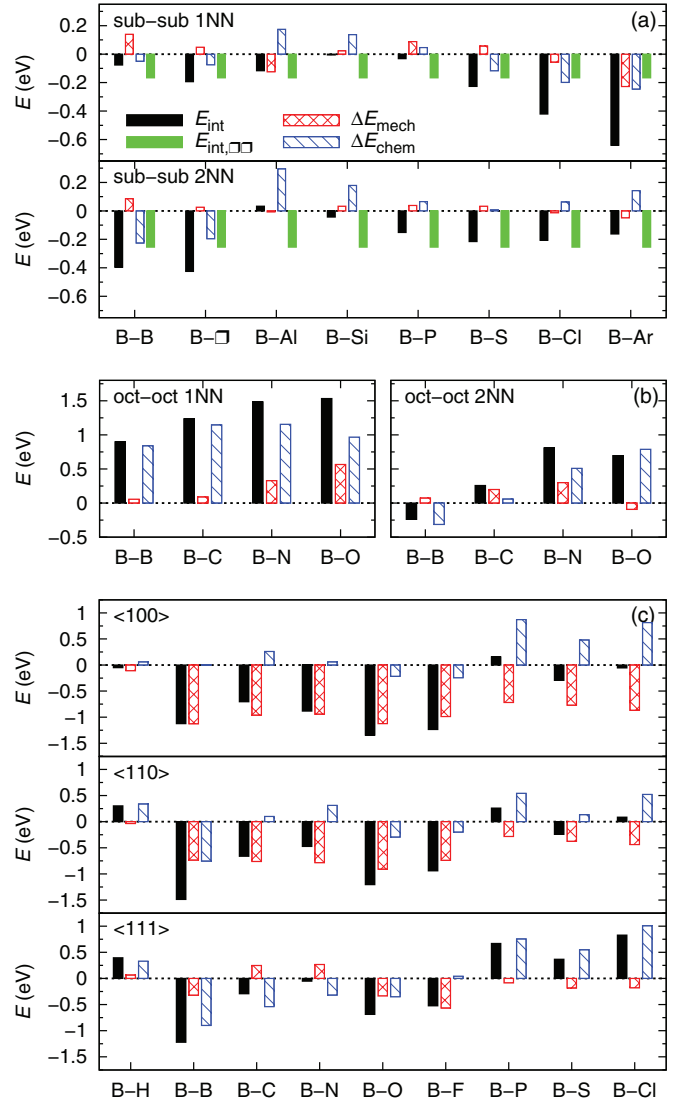 sub−sub 1NN (a)
0.2
0
−0.2
−0.4
−0.6
E (eV)
E_int ΔE_mech
E_int,□□ ΔE_chem
sub−sub 2NN
0.2
0
−0.2
−0.4
−0.6
E (eV)
B−B B−□ B−Al B−Si B−P B−S B−Cl B−Ar
oct−oct 1NN oct−oct 2NN (b)
1.5
1
0.5
0
−0.5
E (eV)
B−B B−C B−N B−O B−B B−C B−N B−O
<100> (c)
1
0.5
0
−0.5
−1
−1.5
E (eV)
<110>
1
0.5
0
−0.5
−1
−1.5
E (eV)
<111>
1
0.5
0
−0.5
−1
−1.5
E (eV)
B−H B−B B−C B−N B−O B−F B−P B−S B−Cl